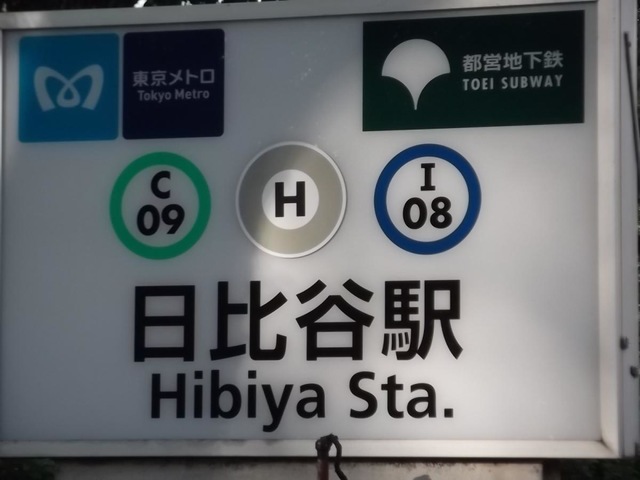 東京メトロ
Tokyo Metro
都営地下鉄
TOEI SUBWAY
C
09
H
I
08
日比谷駅
Hibiya Sta.